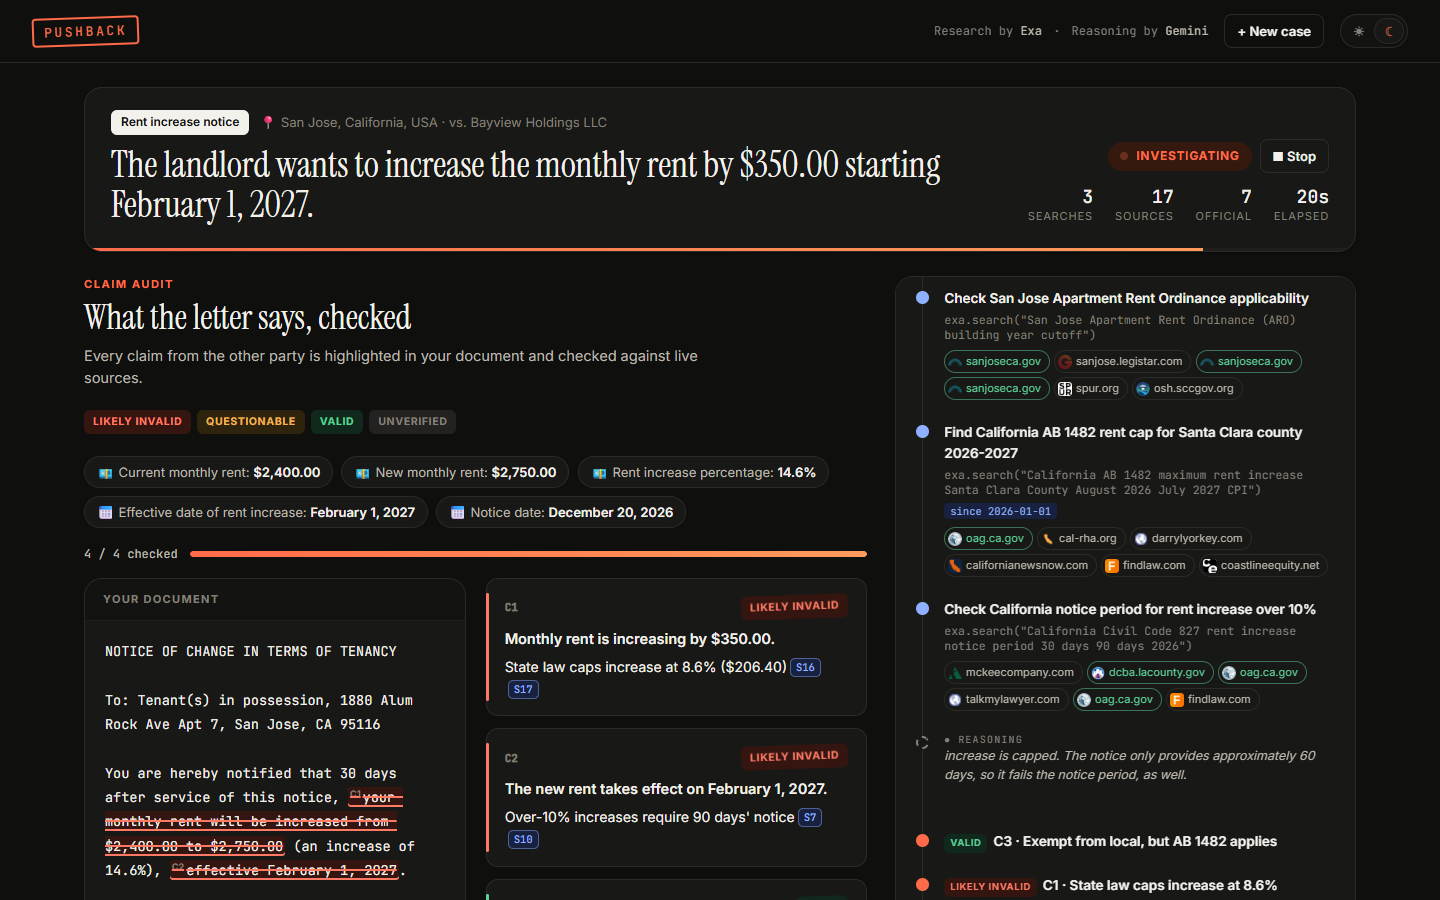 PUSHBACK
Research by Exa · Reasoning by Gemini
+ New case
Rent increase notice
San Jose, California, USA · vs. Bayview Holdings LLC
The landlord wants to increase the monthly rent by $350.00 starting
February 1, 2027.
INVESTIGATING
Stop
3 17 7 20s
SEARCHES SOURCES OFFICIAL ELAPSED
CLAIM AUDIT
What the letter says, checked
Every claim from the other party is highlighted in your document and checked against live
sources.
LIKELY INVALID QUESTIONABLE VALID UNVERIFIED
Current monthly rent: $2,400.00 New monthly rent: $2,750.00 Rent increase percentage: 14.6%
Effective date of rent increase: February 1, 2027 Notice date: December 20, 2026
4 / 4 checked
YOUR DOCUMENT
NOTICE OF CHANGE IN TERMS OF TENANCY
To: Tenant(s) in possession, 1880 Alum
Rock Ave Apt 7, San Jose, CA 95116
You are hereby notified that 30 days
after service of this notice, C1 your
monthly rent will be increased from
$2,400.00 to $2,750.00 (an increase of
14.6%), C2 effective February 1, 2027.
C1
LIKELY INVALID
Monthly rent is increasing by $350.00.
State law caps increase at 8.6% ($206.40) S16
S17
C2
LIKELY INVALID
The new rent takes effect on February 1, 2027.
Over-10% increases require 90 days' notice S7
S10
Check San Jose Apartment Rent Ordinance applicability
exa.search("San Jose Apartment Rent Ordinance (ARO)
building year cutoff")
sanjoseca.gov sanjose.legistar.com sanjoseca.gov
sanjoseca.gov spur.org osh.sccgov.org
Find California AB 1482 rent cap for Santa Clara county
2026-2027
exa.search("California AB 1482 maximum rent increase
Santa Clara County August 2026 July 2027 CPI")
since 2026-01-01
oag.ca.gov cal-rha.org darrylyorkey.com
californianewsnow.com findlaw.com coastlineequity.net
Check California notice period for rent increase over 10%
exa.search("California Civil Code 827 rent increase
notice period 30 days 90 days 2026")
mckeecompany.com dcba.lacounty.gov oag.ca.gov
talkmylawyer.com oag.ca.gov findlaw.com
REASONING
increase is capped. The notice only provides approximately 60
days, so it fails the notice period, as well.
VALID C3 · Exempt from local, but AB 1482 applies
LIKELY INVALID C1 · State law caps increase at 8.6%